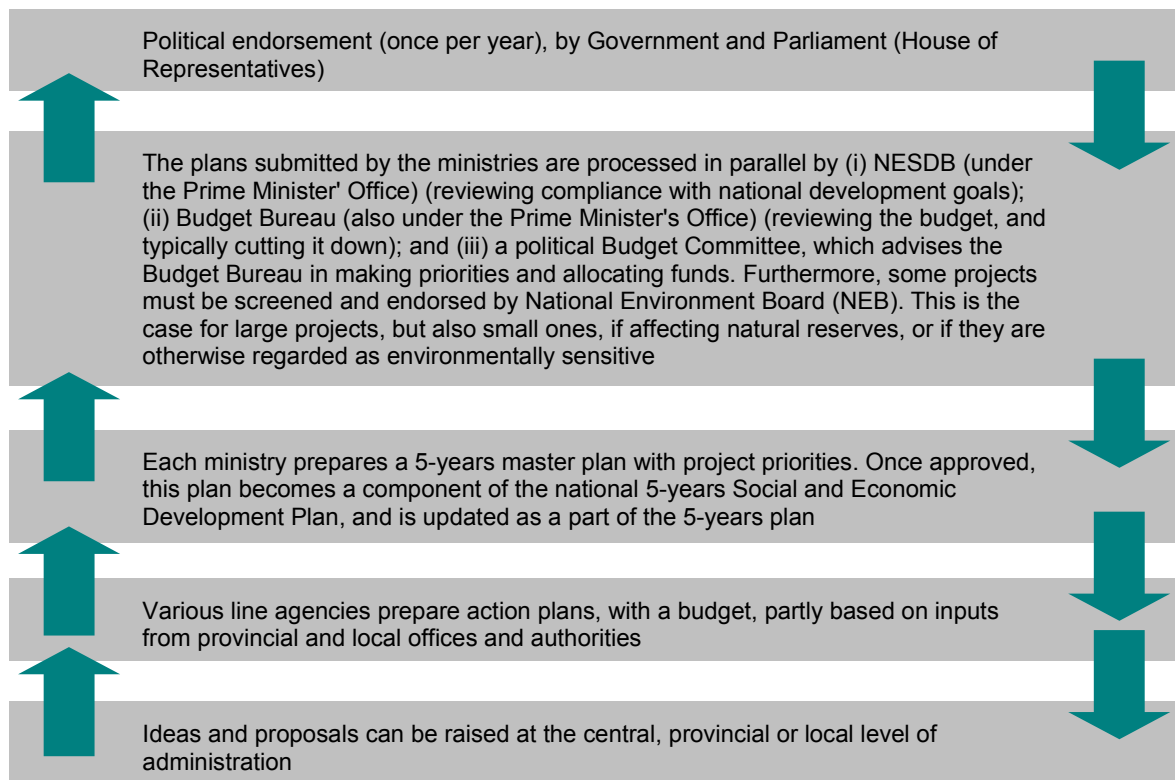 Political endorsement (once per year), by Government and Parliament (House of
Representatives)
The plans submitted by the ministries are processed in parallel by (i) NESDB (under
the Prime Minister' Office) (reviewing compliance with national development goals);
(ii) Budget Bureau (also under the Prime Minister's Office) (reviewing the budget, and
typically cutting it down); and (iii) a political Budget Committee, which advises the
Budget Bureau in making priorities and allocating funds. Furthermore, some projects
must be screened and endorsed by National Environment Board (NEB). This is the
case for large projects, but also small ones, if affecting natural reserves, or if they are
otherwise regarded as environmentally sensitive
Each ministry prepares a 5-years master plan with project priorities. Once approved,
this plan becomes a component of the national 5-years Social and Economic
Development Plan, and is updated as a part of the 5-years plan
Various line agencies prepare action plans, with a budget, partly based on inputs
from provincial and local offices and authorities
Ideas and proposals can be raised at the central, provincial or local level of
administration